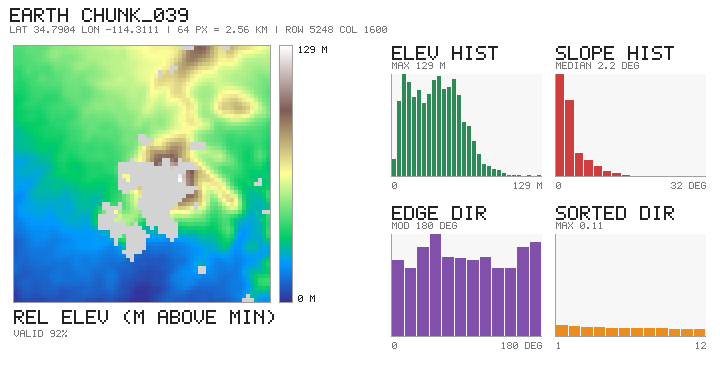 EARTH CHUNK_039
LAT 34.7904 LON -114.3111 | 64 PX = 2.56 KM | ROW 5248 COL 1600
129 M
0 M
REL ELEV (M ABOVE MIN)
VALID 92%
ELEV HIST
MAX 129 M
0 129 M
SLOPE HIST
MEDIAN 2.2 DEG
0 32 DEG
EDGE DIR
MOD 180 DEG
0 180 DEG
SORTED DIR
MAX 0.11
1 12